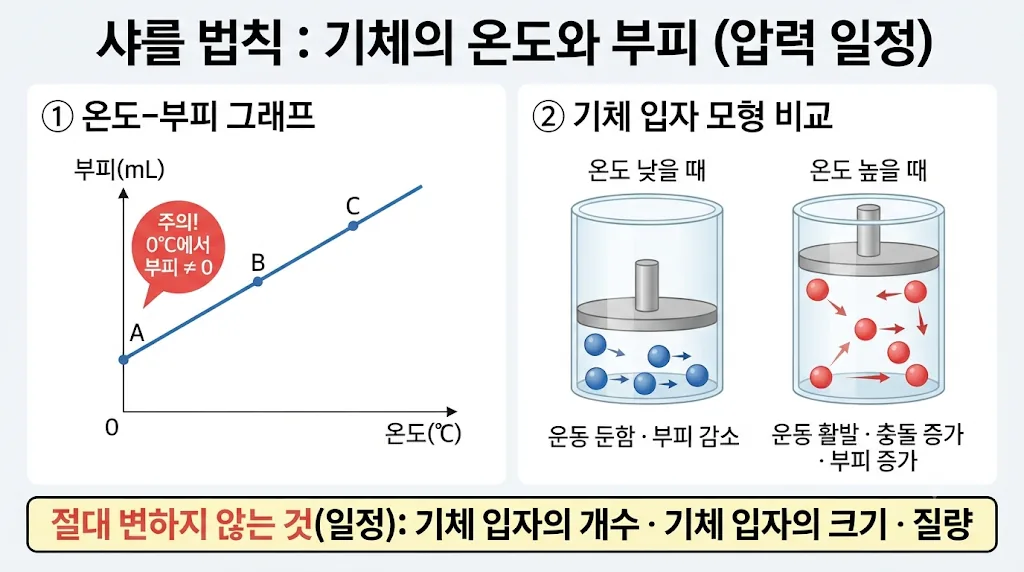 샤를 법칙 : 기체의 온도와 부피 (압력 일정)
① 온도-부피 그래프
부피(mL)
주의!
0℃에서
부피 ≠ 0
A
B
C
0
온도(℃)
② 기체 입자 모형 비교
온도 낮을 때
운동 둔함 · 부피 감소
온도 높을 때
운동 활발 · 충돌 증가
· 부피 증가
절대 변하지 않는 것(일정): 기체 입자의 개수 · 기체 입자의 크기 · 질량